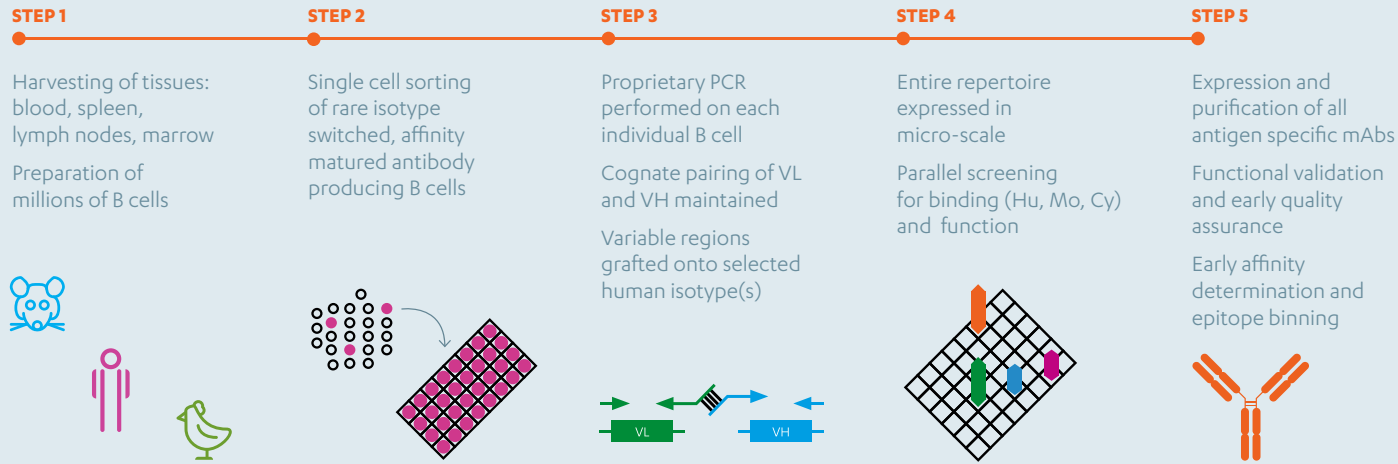 STEP 1
Harvesting of tissues:
blood, spleen,
lymph nodes, marrow
Preparation of
millions of B cells
STEP 2
Single cell sorting
of rare isotype
switched, affinity
matured antibody
producing B cells
STEP 3
Proprietary PCR
performed on each
individual B cell
Cognate pairing of VL
and VH maintained
Variable regions
grafted onto selected
human isotype(s)
VL
VH
STEP 4
Entire repertoire
expressed in
micro-scale
Parallel screening
for binding (Hu, Mo, Cy)
and function
STEP 5
Expression and
purification of all
antigen specific mAbs
Functional validation
and early quality
assurance
Early affinity
determination and
epitope binning